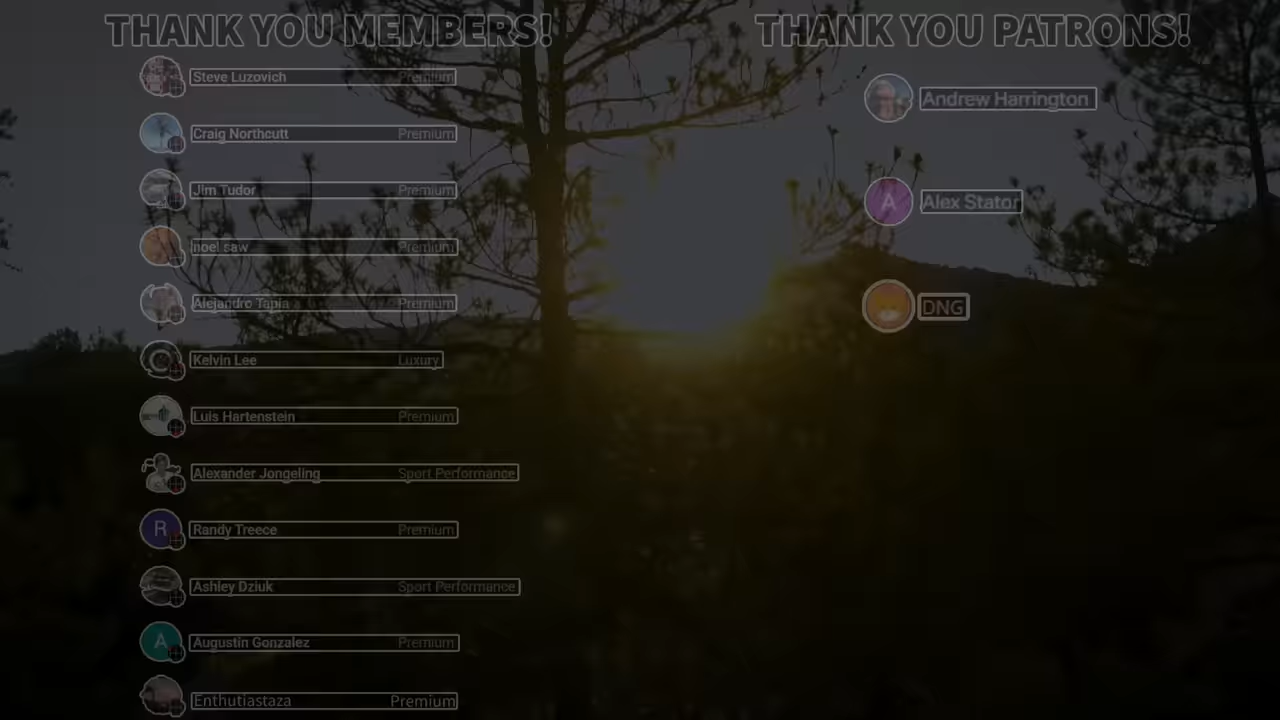 THANK YOU MEMBERS!
Steve Luzovich Premium
Craig Northcutt Premium
Jim Tudor Premium
noel saw Premium
Alejandro Tapia Premium
Kelvin Lee Luxury
Luis Hartenstein Premium
Alexander Jongeling Sport Performance
R Randy Treece Premium
Ashley Dziuk Sport Performance
A Augustin Gonzalez Premium
Enthutiastaza Premium
THANK YOU PATRONS!
Andrew Harrington
A Alex Stator
DNG